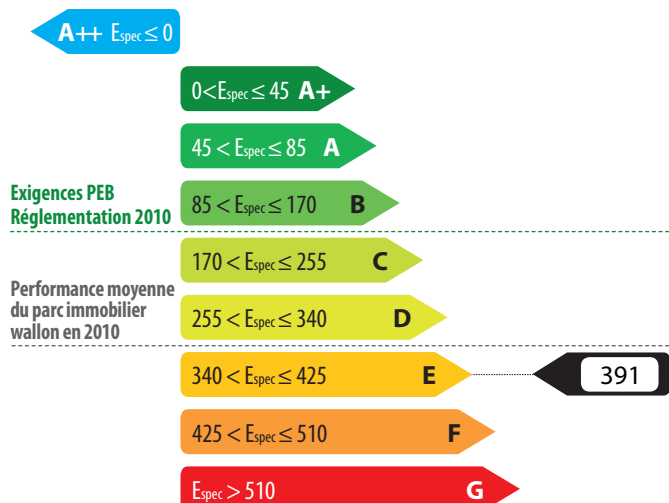 A++ Espec ≤ 0
0<Espec ≤ 45 A+
45 < Espec ≤ 85 A
Exigences PEB
Réglementation 2010
85 < Espec ≤ 170 B
170 < Espec ≤ 255 C
Performance moyenne
du parc immobilier
wallon en 2010
255 < Espec ≤ 340 D
340 < Espec ≤ 425 E
391
425 < Espec ≤ 510 F
Espec > 510 G